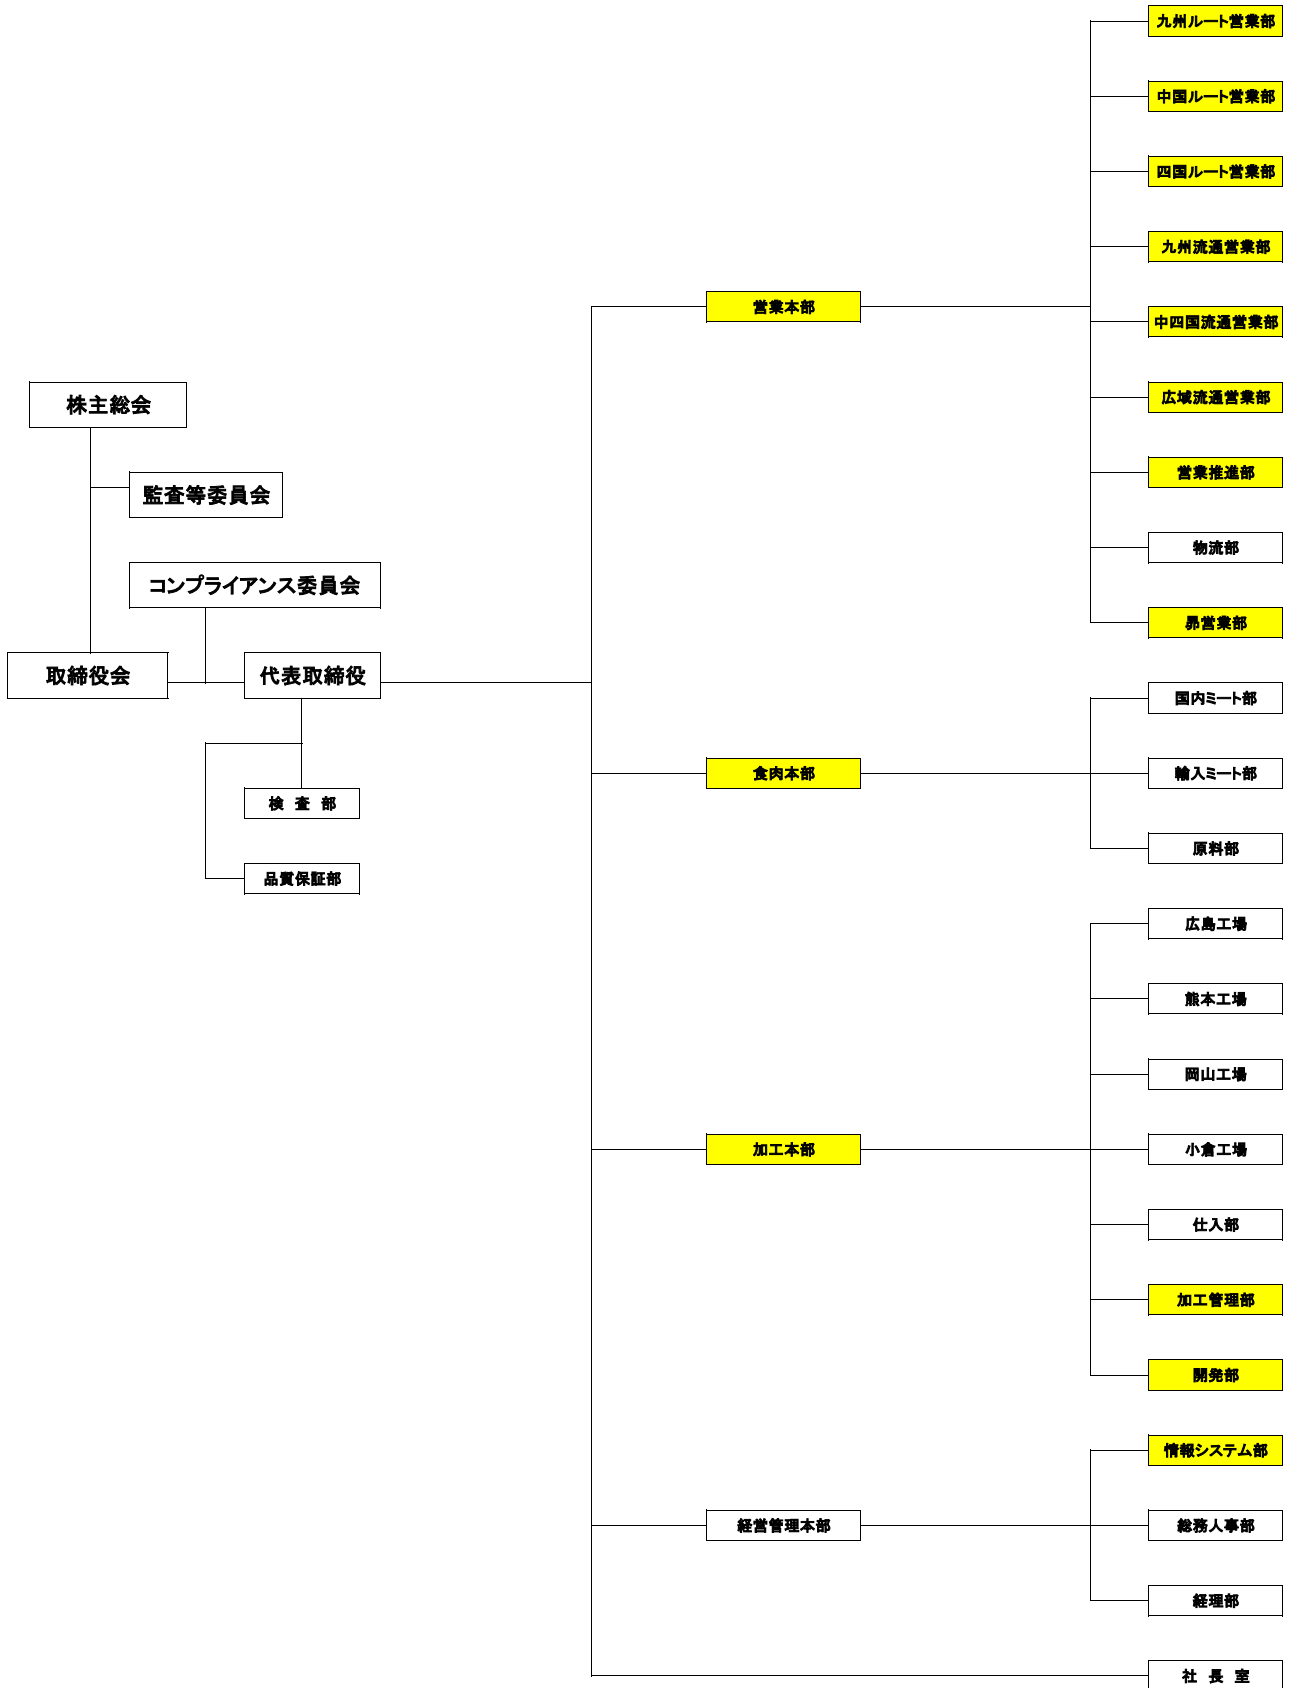 九州ルート営業部
中国ルート営業部
四国ルート営業部
九州流通営業部
営業本部
中四国流通営業部
株主総会
広域流通営業部
営業推進部
監査等委員会
物流部
コンプライアンス委員会
昴営業部
取締役会
代表取締役
国内ミート部
食肉本部
輸入ミート部
検 査 部
原料部
品質保証部
広島工場
熊本工場
岡山工場
加工本部
小倉工場
仕入部
加工管理部
開発部
情報システム部
経営管理本部
総務人事部
経理部
社 長 室